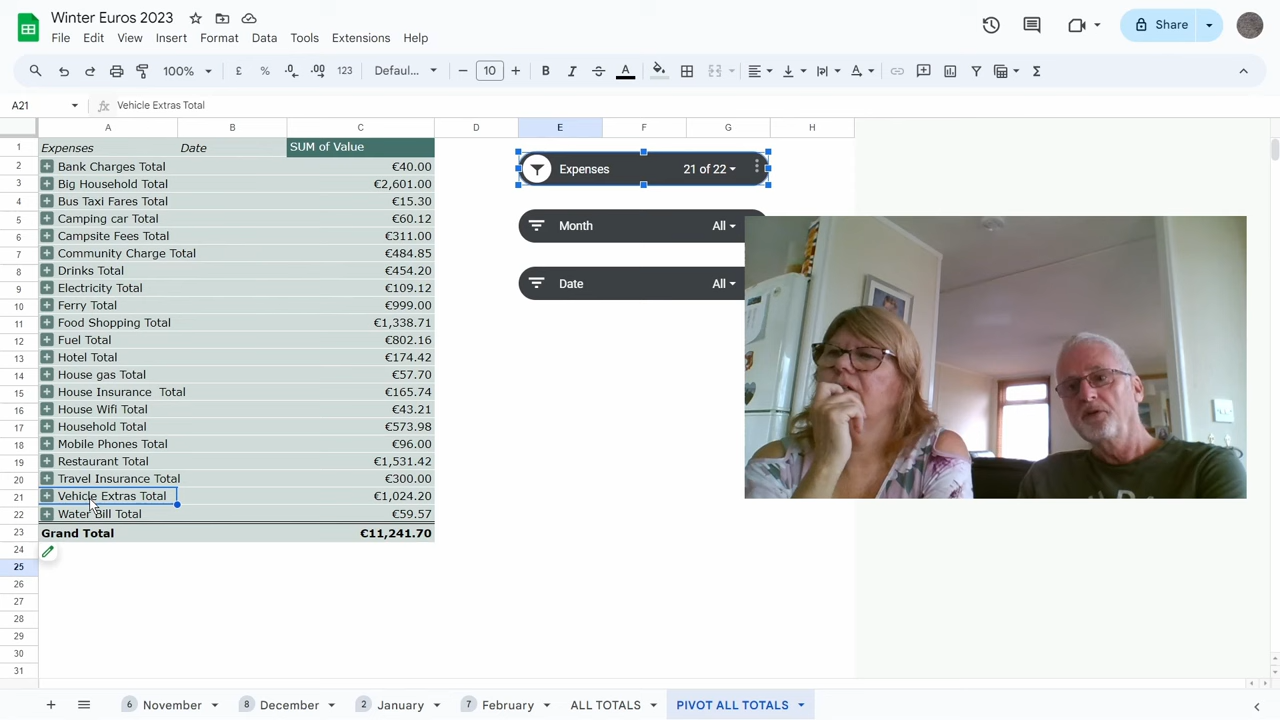 Winter Euros 2023
File Edit View Insert Format Data Tools Extensions Help
Share
100% £ % .0 .00 123 Defaul... 10 B I S A Σ
A21 fx Vehicle Extras Total
A B C D E F G H
1 Expenses Date SUM of Value
2 Bank Charges Total €40.00
3 Big Household Total €2,601.00
4 Bus Taxi Fares Total €15.30
5 Camping car Total €60.12
6 Campsite Fees Total €311.00
7 Community Charge Total €484.85
8 Drinks Total €454.20
9 Electricity Total €109.12
10 Ferry Total €999.00
11 Food Shopping Total €1,338.71
12 Fuel Total €802.16
13 Hotel Total €174.42
14 House gas Total €57.70
15 House Insurance Total €165.74
16 House Wifi Total €43.21
17 Household Total €573.98
18 Mobile Phones Total €96.00
19 Restaurant Total €1,531.42
20 Travel Insurance Total €300.00
21 Vehicle Extras Total €1,024.20
22 Water Bill Total €59.57
23 Grand Total €11,241.70
24
25
26
27
28
29
30
31
Expenses 21 of 22
Month All
Date All
6 November 8 December 2 January 7 February ALL TOTALS PIVOT ALL TOTALS